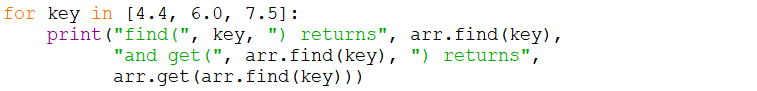 for key in [4.4, 6.0, 7.5]:
    print("find(", key, ") returns", arr.find(key),
          "and get(", arr.find(key), ") returns",
          arr.get(arr.find(key)))